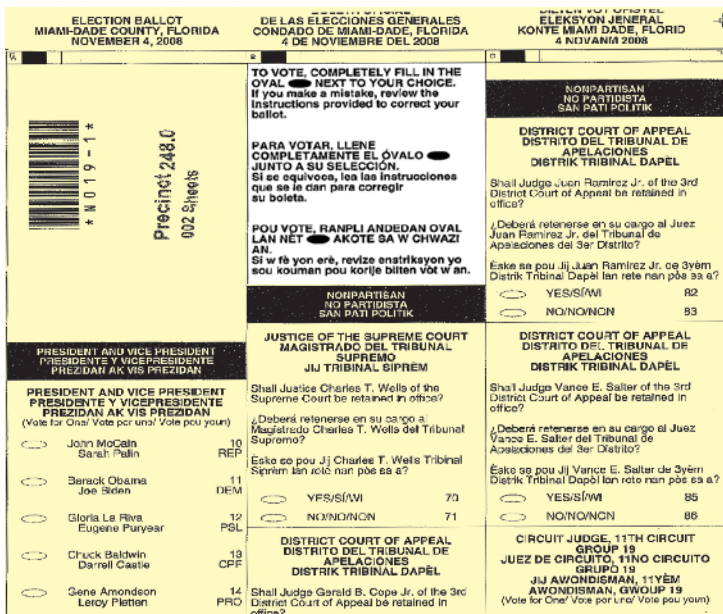 ELECTION BALLOT
MIAMI-DADE COUNTY, FLORIDA
NOVEMBER 4, 2008
*N019-1*
Precinct 248.0
002 Sheets
PRESIDENT AND VICE PRESIDENT
PRESIDENTE Y VICEPRESIDENTE
PREZIDAN AK VIS PREZIDAN
PRESIDENT AND VICE PRESIDENT
PRESIDENTE Y VICEPRESIDENTE
PREZIDAN AK VIS PREZIDAN
(Vote for One/ Vote por uno/ Vote pou youn)
John McCain 10
Sarah Palin REP
Barack Obama 11
Joe Biden DEM
Gloria La Riva 12
Eugene Puryear PSL
Chuck Baldwin 13
Darrell Castle CPF
Gene Amondson 14
Leroy Pletten PRO
DE LAS ELECCIONES GENERALES
CONDADO DE MIAMI-DADE, FLORIDA
4 DE NOVIEMBRE DEL 2008
B
TO VOTE, COMPLETELY FILL IN THE
OVAL NEXT TO YOUR CHOICE.
If you make a mistake, review the
instructions provided to correct your
ballot.
PARA VOTAR, LLENE
COMPLETAMENTE EL ÓVALO
JUNTO A SU SELECCIÓN.
Si se equivoca, lea las instrucciones
que se le dan para corregir
su boleta.
POU VOTE, RANPLI ANDEDAN OVAL
LAN NÈT AKOTE SA W CHWAZI
AN.
Si w fè yon erè, revize enstriksyon yo
sou kouman pou korije bilten vòt w an.
NONPARTISAN
NO PARTIDISTA
SAN PATI POLITIK
JUSTICE OF THE SUPREME COURT
MAGISTRADO DEL TRIBUNAL
SUPREMO
JIJ TRIBINAL SIPRÈM
Shall Justice Charles T. Wells of the
Supreme Court be retained in office?
¿Deberá retenerse en su cargo al
Magistrado Charles T. Wells del Tribunal
Supremo?
Èske se pou Jij Charles T. Wells Tribinal
Siprèm lan rete nan pòs sa a?
YES/SÍ/WI 70
NO/NO/NON 71
DISTRICT COURT OF APPEAL
DISTRITO DEL TRIBUNAL DE
APELACIONES
DISTRIK TRIBINAL DAPÈL
Shall Judge Gerald B. Cope Jr. of the 3rd
District Court of Appeal be retained in
office?
ELEKSYON JENERAL
KONTE MIAMI DADE, FLORID
4 NOVANM 2008
NONPARTISAN
NO PARTIDISTA
SAN PATI POLITIK
DISTRICT COURT OF APPEAL
DISTRITO DEL TRIBUNAL DE
APELACIONES
DISTRIK TRIBINAL DAPÈL
Shall Judge Juan Ramirez Jr. of the 3rd
District Court of Appeal be retained in
office?
¿Deberá retenerse en su cargo al Juez
Juan Ramirez Jr. del Tribunal de
Apelaciones del 3er Distrito?
Èske se pou Jij Juan Ramirez Jr. de 3yèm
Distrik Tribinal Dapèl lan rete nan pòs sa a?
YES/SÍ/WI 82
NO/NO/NON 83
DISTRICT COURT OF APPEAL
DISTRITO DEL TRIBUNAL DE
APELACIONES
DISTRIK TRIBINAL DAPÈL
Shall Judge Vance E. Salter of the 3rd
District Court of Appeal be retained in
office?
¿Deberá retenerse en su cargo al Juez
Vance E. Salter del Tribunal de
Apelaciones del 3er Distrito?
Èske se pou Jij Vance E. Salter de 3yèm
Distrik Tribinal Dapèl lan rete nan pòs sa a?
YES/SÍ/WI 85
NO/NO/NON 86
CIRCUIT JUDGE, 11TH CIRCUIT
GROUP 19
JUEZ DE CIRCUITO, 11NO CIRCUITO
GRUPO 19
JIJ AWONDISMAN, 11YÈM
AWONDISMAN, GWOUP 19
(Vote for One/ Vote por uno/ Vote pou youn)